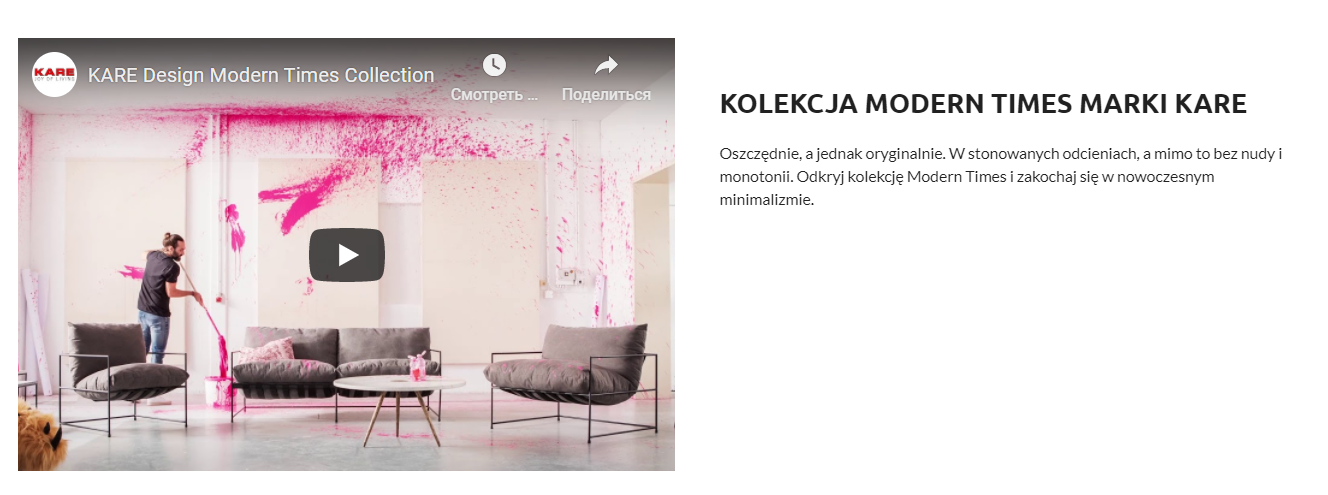 KARE
JOY OF LIVING
KARE Design Modern Times Collection
Смотреть ...
Поделиться
KOLEKCJA MODERN TIMES MARKI KARE
Oszczędnie, a jednak oryginalnie. W stonowanych odcieniach, a mimo to bez nudy i
monotonii. Odkryj kolekcję Modern Times i zakochaj się w nowoczesnym
minimalizmie.